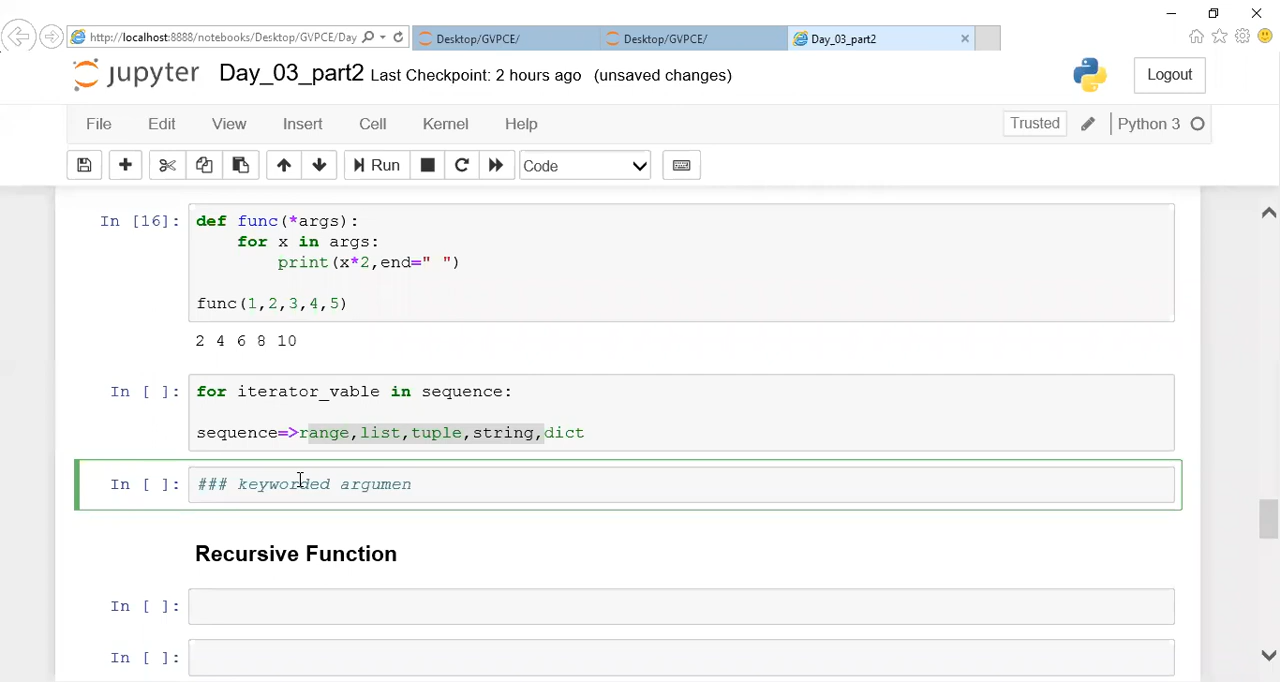 http://localhost:8888/notebooks/Desktop/GVPCE/Day
Desktop/GVPCE/
Desktop/GVPCE/
Day_03_part2
jupyter Day_03_part2 Last Checkpoint: 2 hours ago (unsaved changes)
Logout
File Edit View Insert Cell Kernel Help
Trusted Python 3
Run Code
In [16]: def func(*args):
for x in args:
print(x*2,end=" ")
func(1,2,3,4,5)
2 4 6 8 10
In [ ]: for iterator_vable in sequence:
sequence=>range,list,tuple,string,dict
In [ ]: ### keyworded argumen
Recursive Function
In [ ]:
In [ ]: